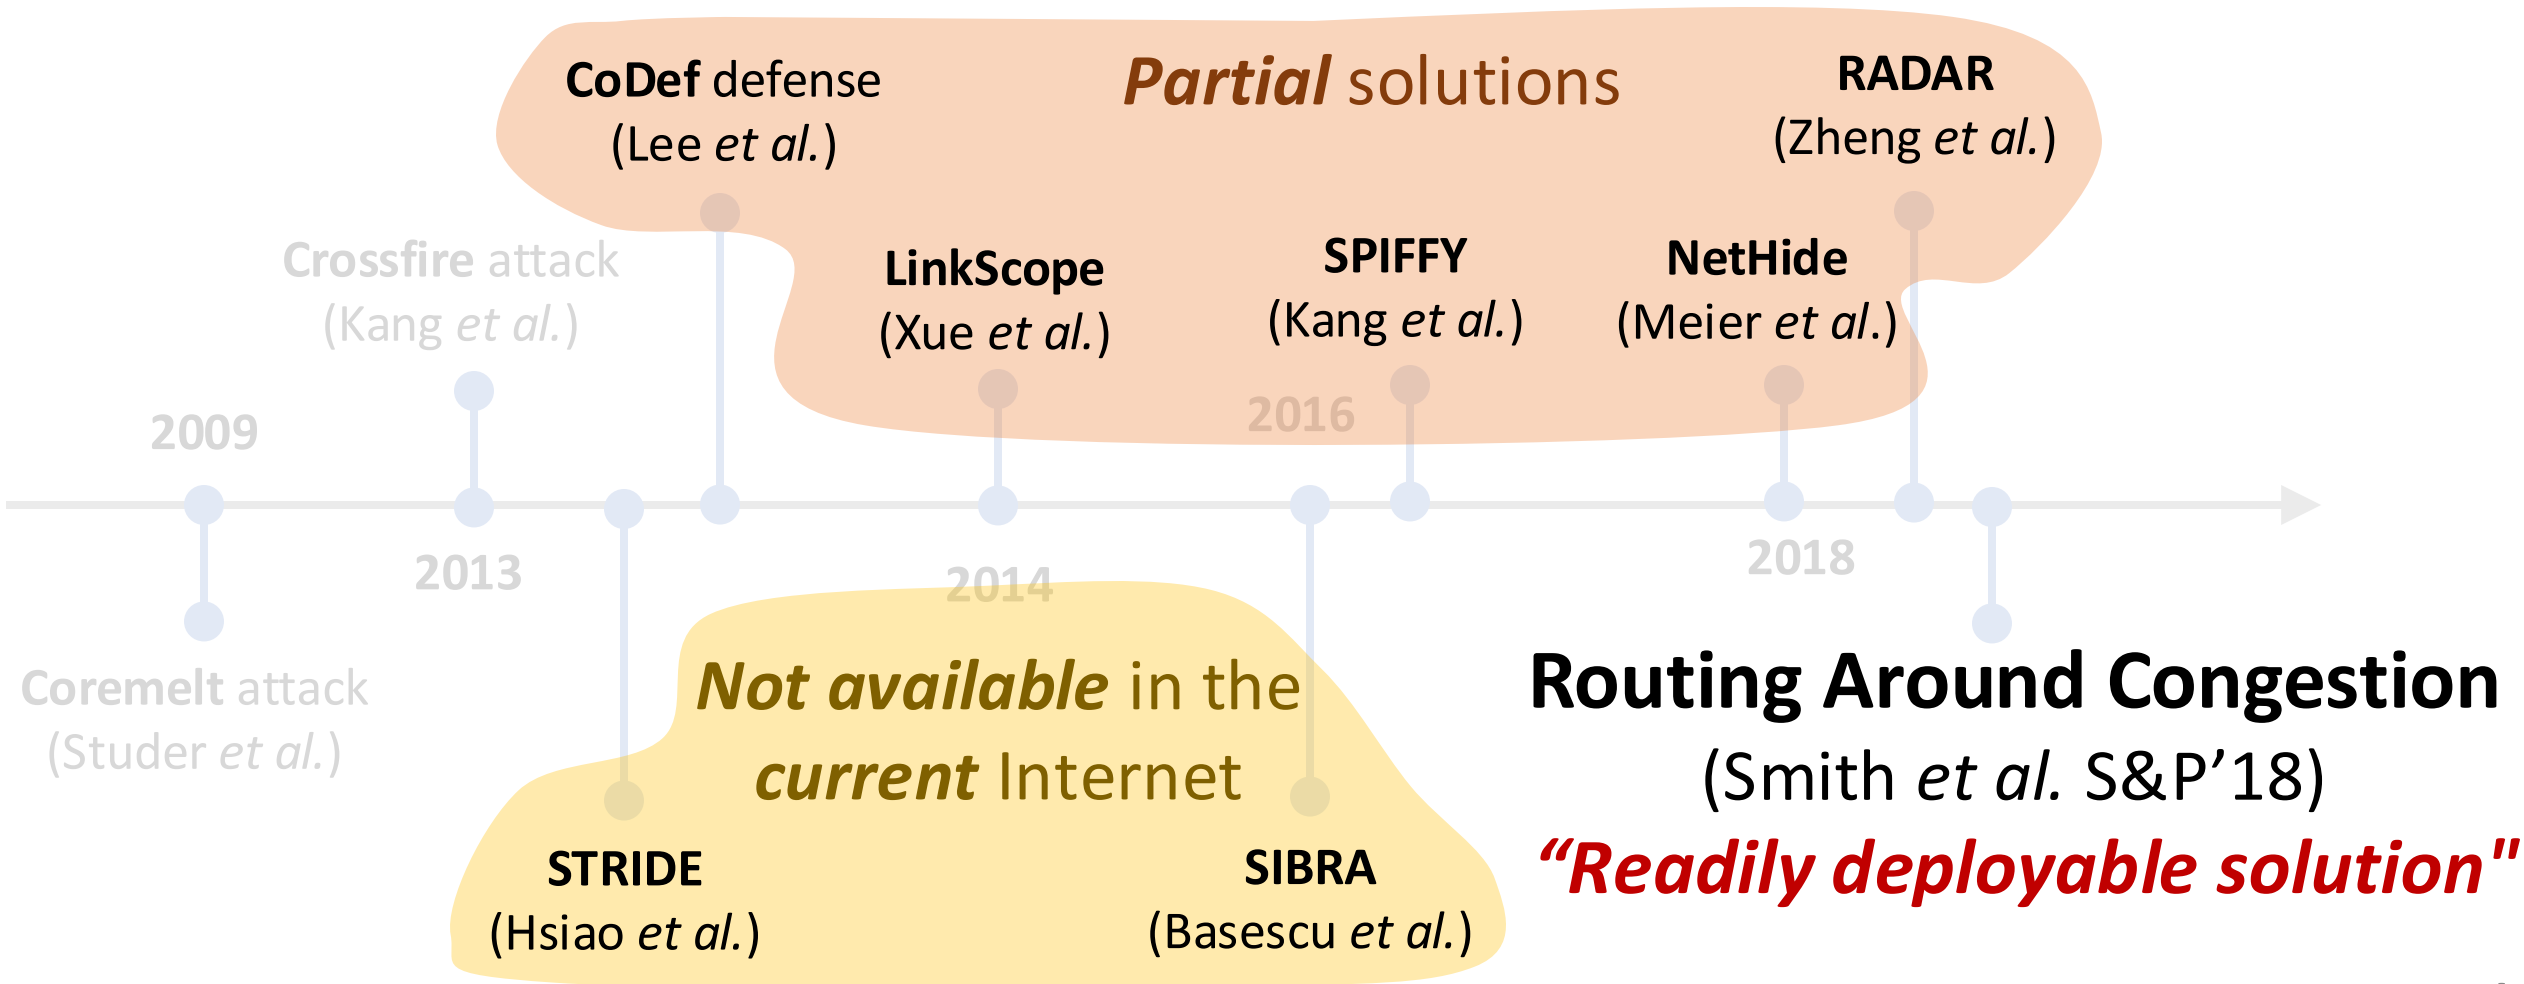 CoDef defense
(Lee et al.)
Partial solutions
RADAR
(Zheng et al.)
Crossfire attack
(Kang et al.)
LinkScope
(Xue et al.)
SPIFFY
(Kang et al.)
NetHide
(Meier et al.)
2009
2016
2013
2014
2018
Coremelt attack
(Studer et al.)
Not available in the
current Internet
STRIDE
(Hsiao et al.)
SIBRA
(Basescu et al.)
Routing Around Congestion
(Smith et al. S&P’18)
“Readily deployable solution"